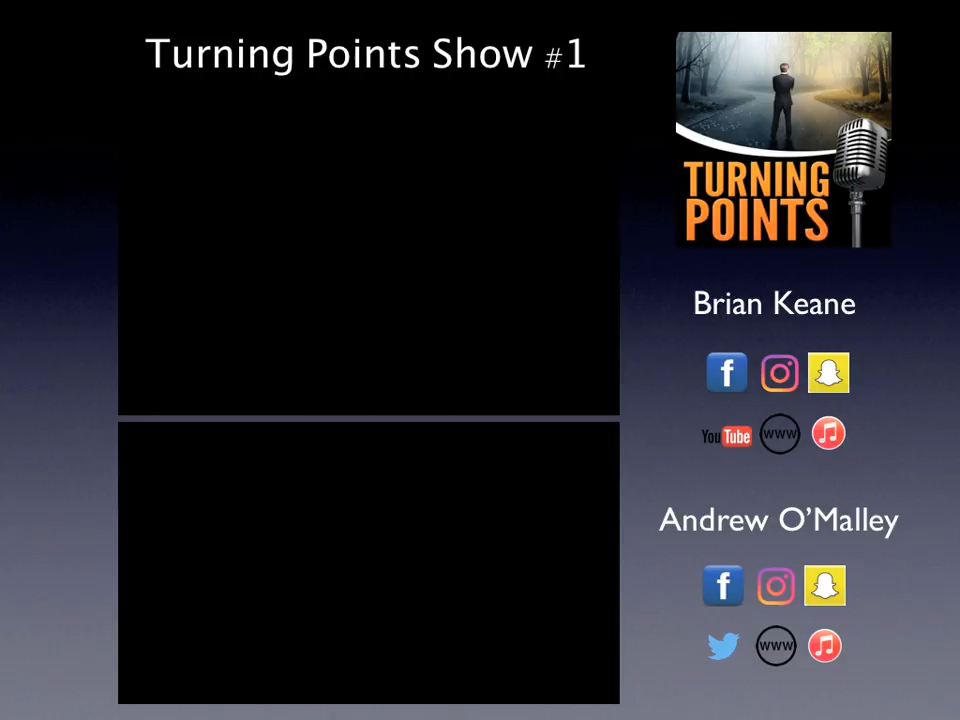 Turning Points Show #1
TURNING
POINTS
Brian Keane
f
YouTube
www
Andrew O’Malley
f
www